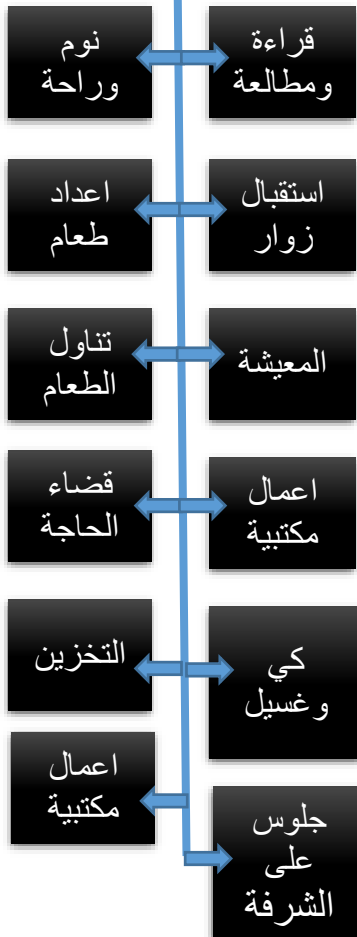 قراءة
ومطالعة
نوم
وراحة
استقبال
زوار
اعداد
طعام
المعيشة
تناول
الطعام
اعمال
مكتبية
قضاء
الحاجة
كي
وغسيل
التخزين
جلوس
على
الشرفة
اعمال
مكتبية